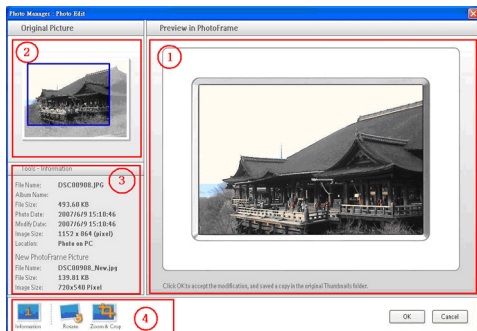 Photo Manager : Photo Edit
Original Picture
Preview in PhotoFrame
2
1
Tools - Information
3
File Name: DSC00908.JPG
Album Name:
File Size: 493.60 KB
Photo Date: 2007/6/9 15:10:46
Modify Date: 2007/6/9 15:10:46
Image Size: 1152 x 864 (pixel)
Location: Photo on PC
New PhotoFrame Picture
File Name: DSC00908_New.jpg
File Size: 139.81 KB
Image Size: 720x540 Pixel
Click OK to accept the modification, and saved a copy in the original Thumbnails folder.
Information
Rotate
Zoom & Crop
4
OK
Cancel